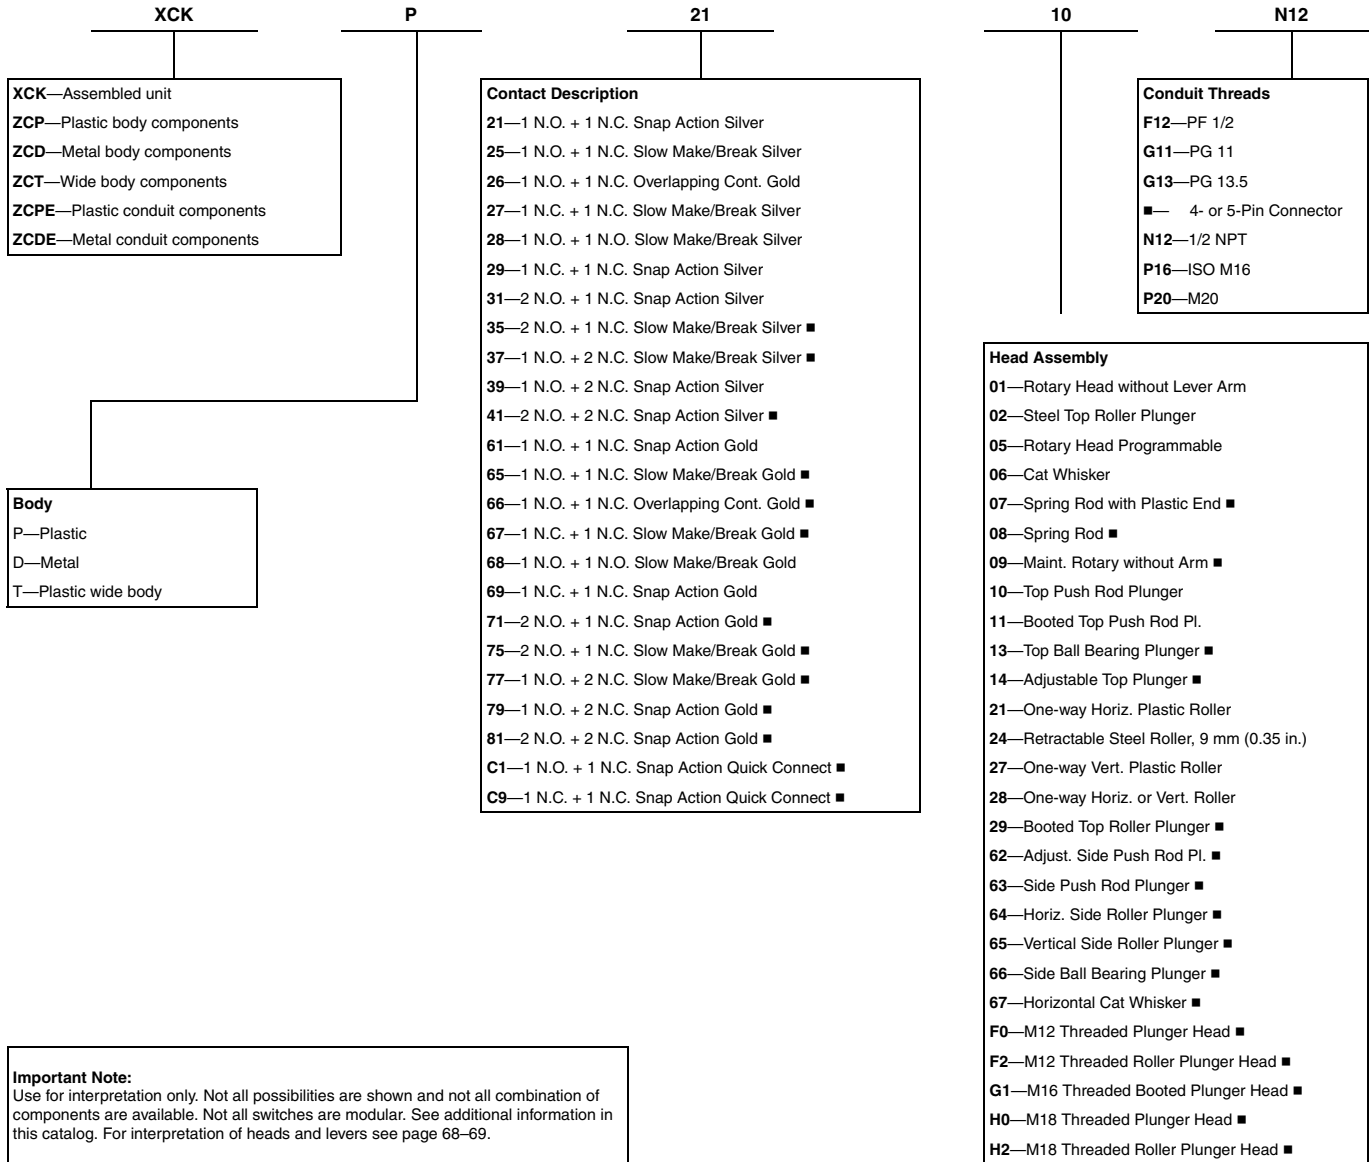 XCK P 21 10 N12
XCK—Assembled unit
ZCP—Plastic body components
ZCD—Metal body components
ZCT—Wide body components
ZCPE—Plastic conduit components
ZCDE—Metal conduit components
Body
P—Plastic
D—Metal
T—Plastic wide body
Contact Description
21—1 N.O. + 1 N.C. Snap Action Silver
25—1 N.O. + 1 N.C. Slow Make/Break Silver
26—1 N.O. + 1 N.C. Overlapping Cont. Gold
27—1 N.C. + 1 N.C. Slow Make/Break Silver
28—1 N.O. + 1 N.O. Slow Make/Break Silver
29—1 N.C. + 1 N.C. Snap Action Silver
31—2 N.O. + 1 N.C. Snap Action Silver
35—2 N.O. + 1 N.C. Slow Make/Break Silver ■
37—1 N.O. + 2 N.C. Slow Make/Break Silver ■
39—1 N.O. + 2 N.C. Snap Action Silver
41—2 N.O. + 2 N.C. Snap Action Silver ■
61—1 N.O. + 1 N.C. Snap Action Gold
65—1 N.O. + 1 N.C. Slow Make/Break Gold ■
66—1 N.O. + 1 N.C. Overlapping Cont. Gold ■
67—1 N.C. + 1 N.C. Slow Make/Break Gold ■
68—1 N.O. + 1 N.O. Slow Make/Break Gold
69—1 N.C. + 1 N.C. Snap Action Gold
71—2 N.O. + 1 N.C. Snap Action Gold ■
75—2 N.O. + 1 N.C. Slow Make/Break Gold ■
77—1 N.O. + 2 N.C. Slow Make/Break Gold ■
79—1 N.O. + 2 N.C. Snap Action Gold ■
81—2 N.O. + 2 N.C. Snap Action Gold ■
C1—1 N.O. + 1 N.C. Snap Action Quick Connect ■
C9—1 N.C. + 1 N.C. Snap Action Quick Connect ■
Conduit Threads
F12—PF 1/2
G11—PG 11
G13—PG 13.5
■— 4- or 5-Pin Connector
N12—1/2 NPT
P16—ISO M16
P20—M20
Head Assembly
01—Rotary Head without Lever Arm
02—Steel Top Roller Plunger
05—Rotary Head Programmable
06—Cat Whisker
07—Spring Rod with Plastic End ■
08—Spring Rod ■
09—Maint. Rotary without Arm ■
10—Top Push Rod Plunger
11—Booted Top Push Rod Pl.
13—Top Ball Bearing Plunger ■
14—Adjustable Top Plunger ■
21—One-way Horiz. Plastic Roller
24—Retractable Steel Roller, 9 mm (0.35 in.)
27—One-way Vert. Plastic Roller
28—One-way Horiz. or Vert. Roller
29—Booted Top Roller Plunger ■
62—Adjust. Side Push Rod Pl. ■
63—Side Push Rod Plunger ■
64—Horiz. Side Roller Plunger ■
65—Vertical Side Roller Plunger ■
66—Side Ball Bearing Plunger ■
67—Horizontal Cat Whisker ■
F0—M12 Threaded Plunger Head ■
F2—M12 Threaded Roller Plunger Head ■
G1—M16 Threaded Booted Plunger Head ■
H0—M18 Threaded Plunger Head ■
H2—M18 Threaded Roller Plunger Head ■
Important Note:
Use for interpretation only. Not all possibilities are shown and not all combination of
components are available. Not all switches are modular. See additional information in
this catalog. For interpretation of heads and levers see page 68–69.